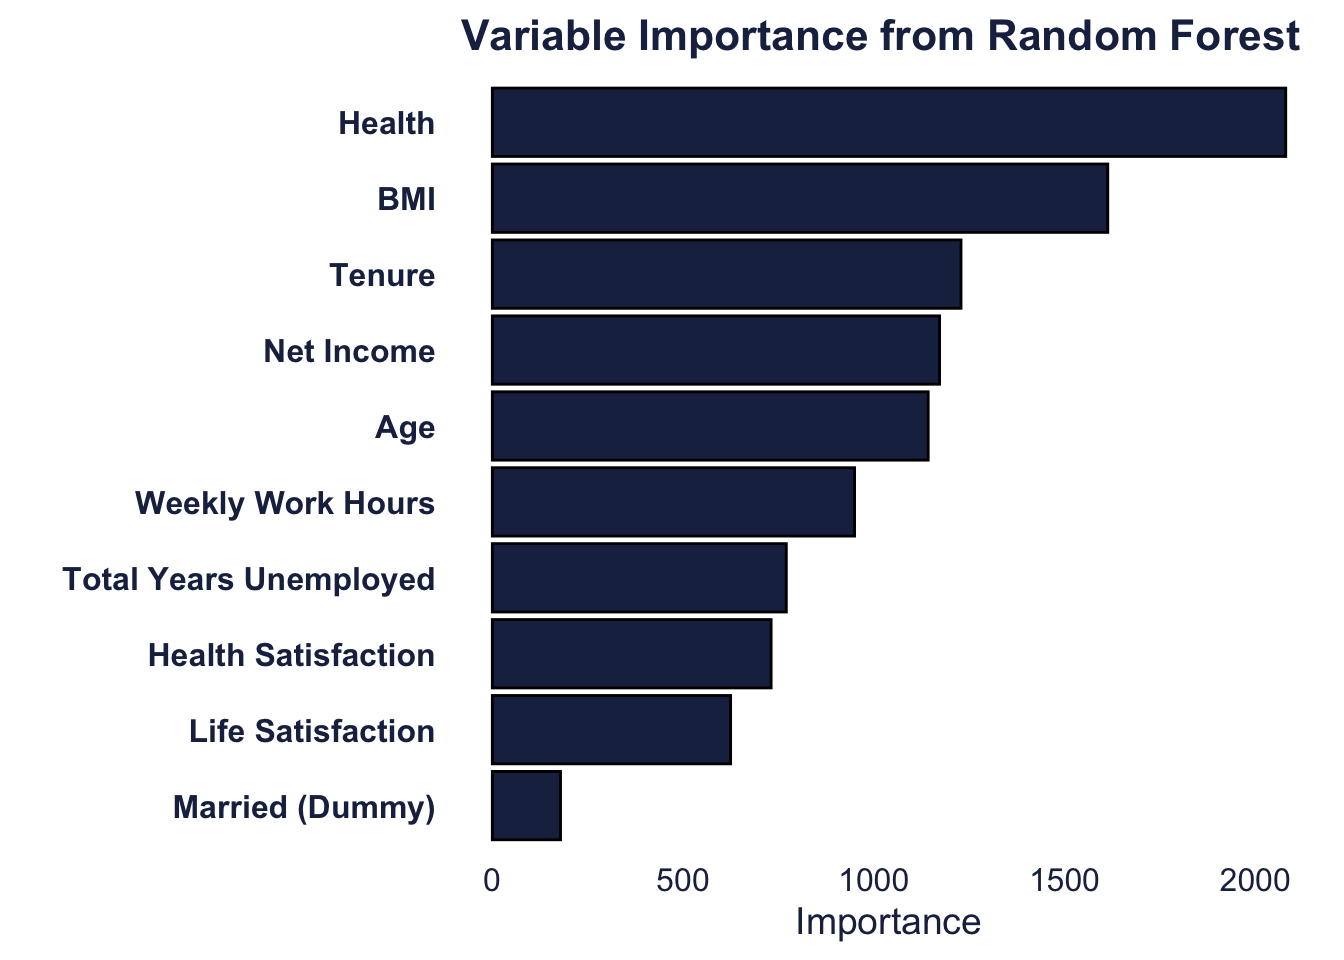 Variable Importance from Random Forest
Health
BMI
Tenure
Net Income
Age
Weekly Work Hours
Total Years Unemployed
Health Satisfaction
Life Satisfaction
Married (Dummy)
0 500 1000 1500 2000
Importance